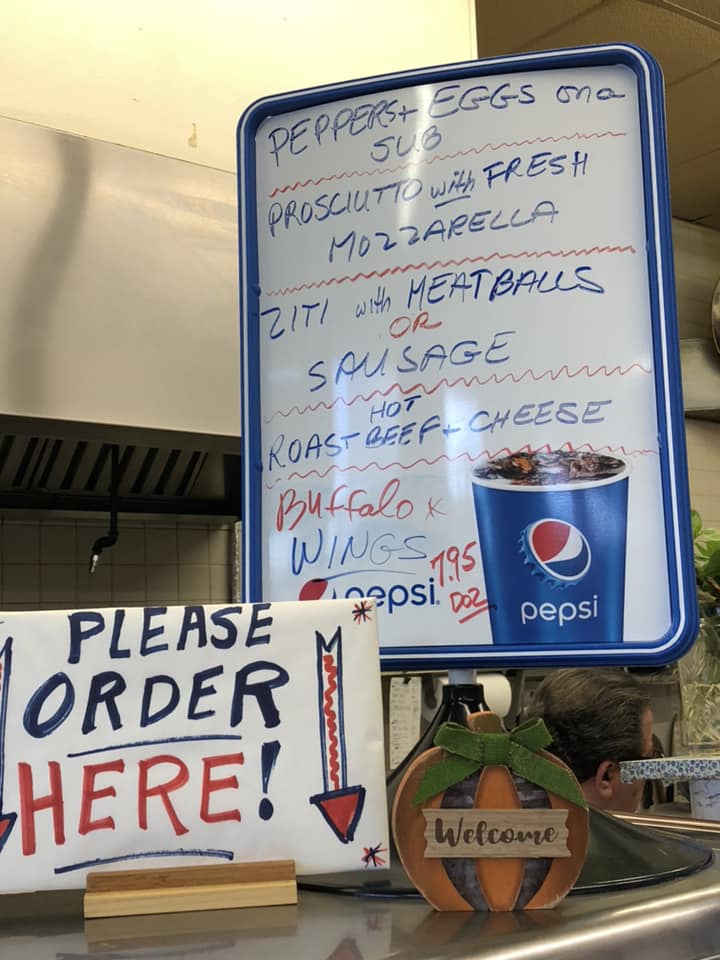 PEPPERS + EGGS on a
SUB
PROSCIUTTO with FRESH
MOZZARELLA
ZITI with MEATBALLS
OR
SAUSAGE
HOT
ROAST BEEF + CHEESE
Buffalo
WINGS
7.95
DOZ
pepsi
pepsi
PLEASE
ORDER
HERE!
Welcome